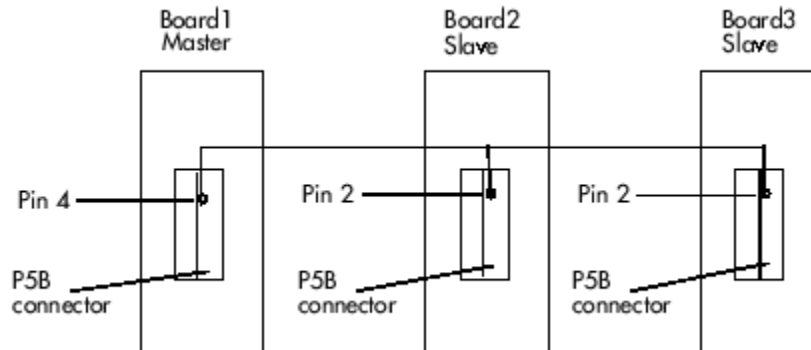 Board1
Master
Board2
Slave
Board3
Slave
Pin 4
Pin 2
Pin 2
P5B
connector
P5B
connector
P5B
connector